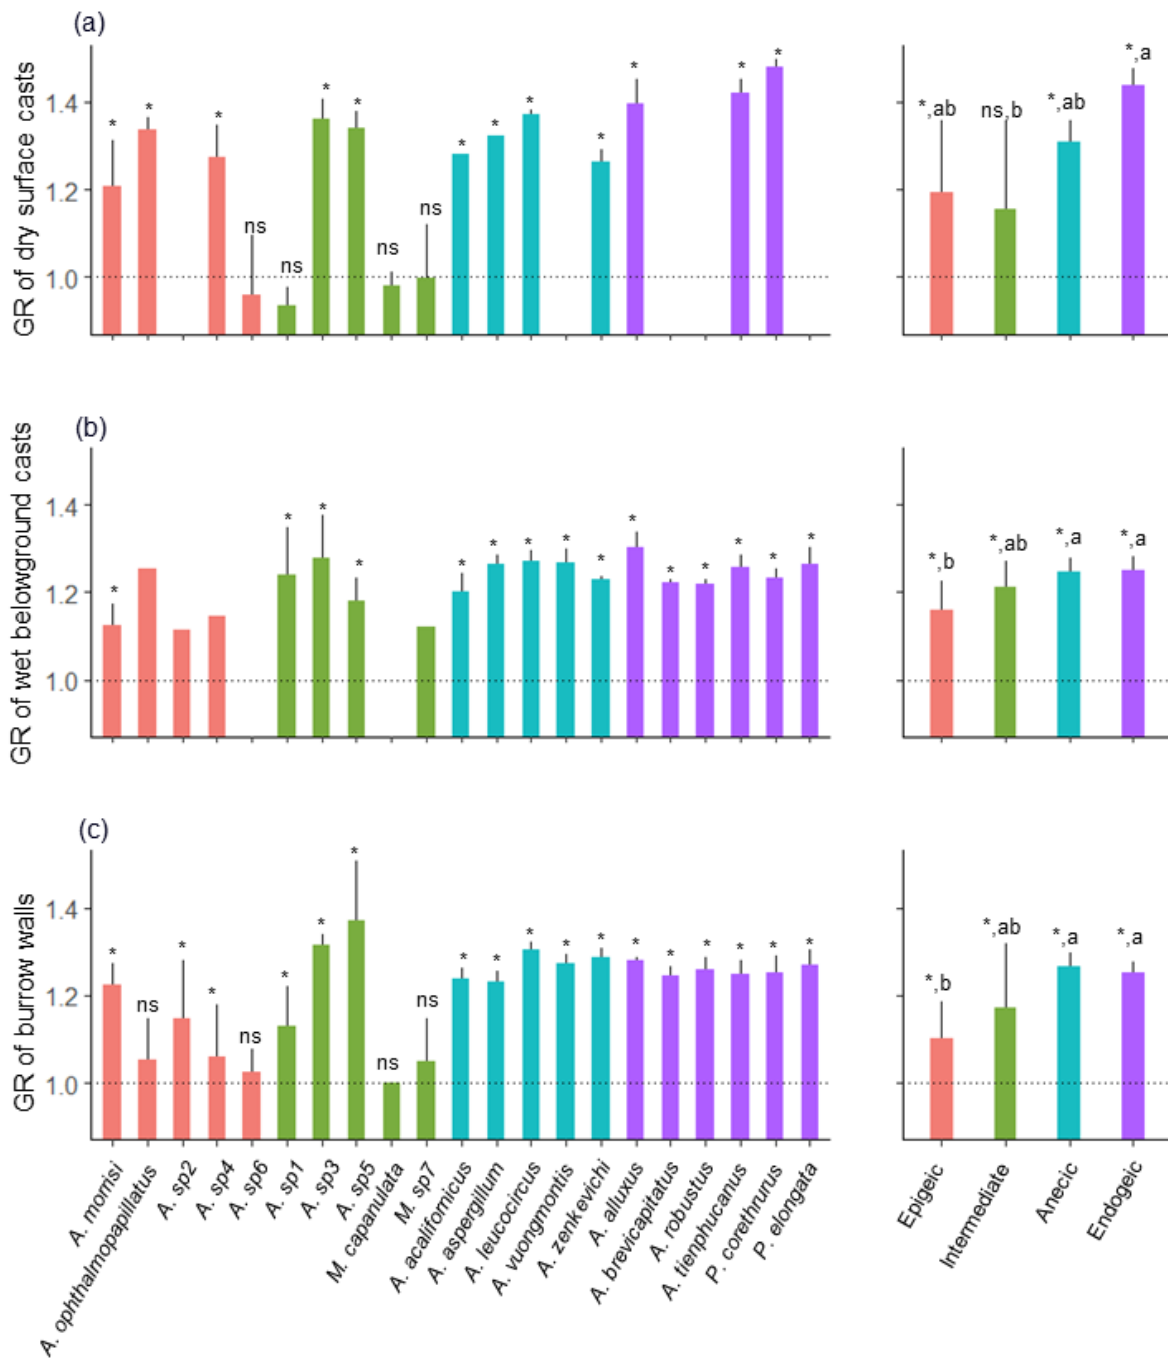 (a)
GR of dry surface casts
1.4
1.2
1.0
* * * ns ns * * ns ns * * * * * * *
*,ab ns,b *,ab *,a
(b)
GR of wet belowground casts
1.4
1.2
1.0
* * * * * * * * * * * * * * *
*,b *,ab *,a *,a
(c)
GR of burrow walls
1.4
1.2
1.0
* ns * * ns * * * ns ns * * * * * * * * * * *
*,b *,ab *,a *,a
A. morrisi
A. ophthalmopapillatus
A. sp2
A. sp4
A. sp6
A. sp1
A. sp3
A. sp5
M. capanulata
M. sp7
A. acalifornicus
A. aspergillum
A. leucocircus
A. vuongmontis
A. zenkevichi
A. alluxus
A. brevicapitatus
A. robustus
A. tienphucanus
P. corethrurus
P. elongata
Epigeic
Intermediate
Anecic
Endogeic